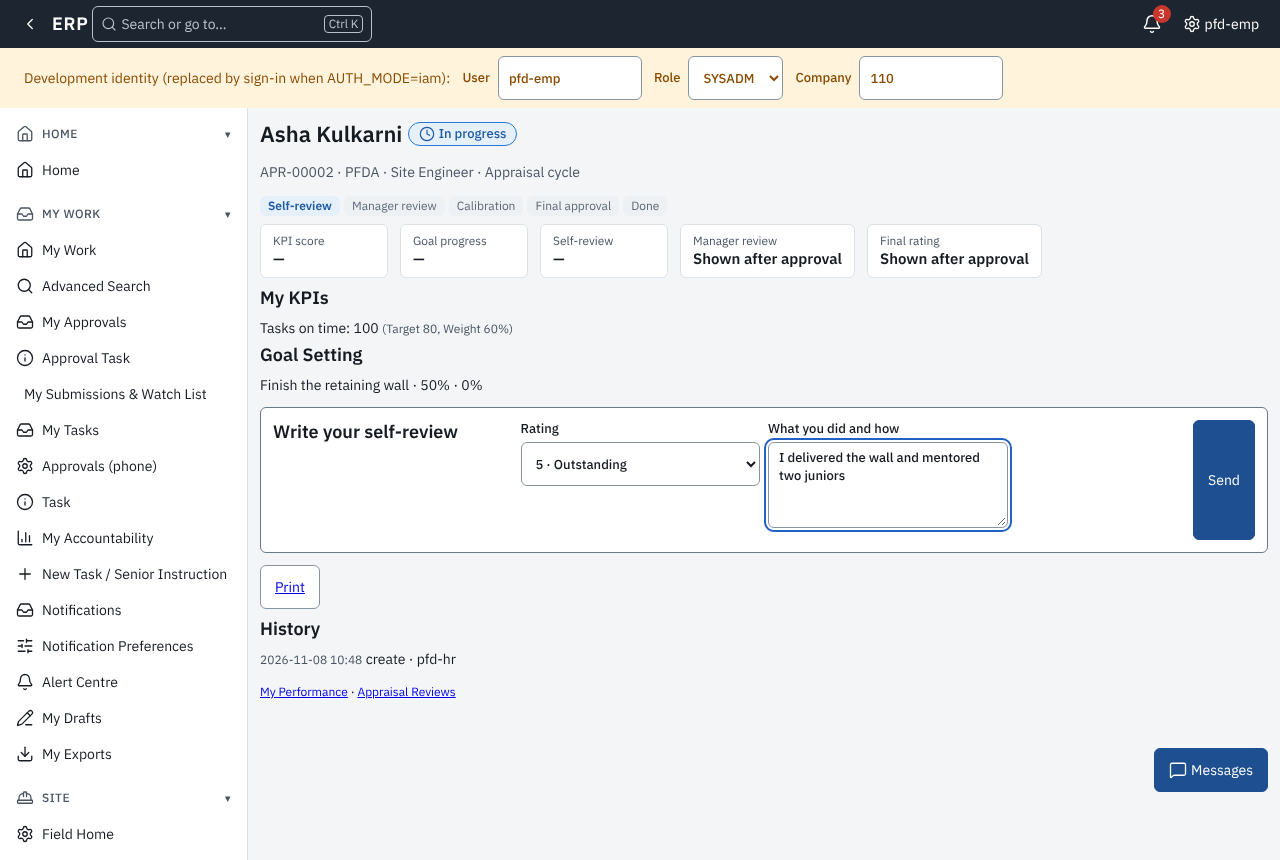 ERP
Search or go to…
Ctrl K
3
pfd-emp
Development identity (replaced by sign-in when AUTH_MODE=iam):
User
pfd-emp
Role
SYSADM
Company
110
HOME
Home
MY WORK
My Work
Advanced Search
My Approvals
Approval Task
My Submissions & Watch List
My Tasks
Approvals (phone)
Task
My Accountability
New Task / Senior Instruction
Notifications
Notification Preferences
Alert Centre
My Drafts
My Exports
SITE
Field Home
Asha Kulkarni
In progress
APR-00002 · PFDA · Site Engineer · Appraisal cycle
Self-review
Manager review
Calibration
Final approval
Done
KPI score
—
Goal progress
—
Self-review
—
Manager review
Shown after approval
Final rating
Shown after approval
My KPIs
Tasks on time: 100 (Target 80, Weight 60%)
Goal Setting
Finish the retaining wall · 50% · 0%
Write your self-review
Rating
5 · Outstanding
What you did and how
I delivered the wall and mentored
two juniors
Send
Print
History
2026-11-08 10:48 create · pfd-hr
My Performance · Appraisal Reviews
Messages